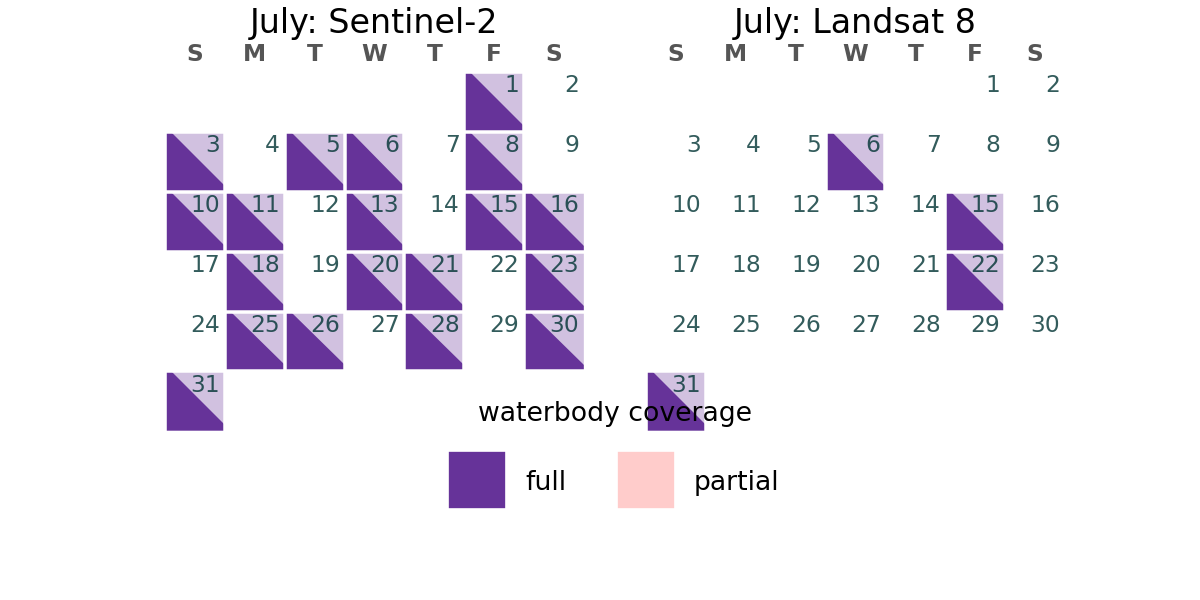 July: Sentinel-2
S M T W T F S
1 2
3 4 5 6 7 8 9
10 11 12 13 14 15 16
17 18 19 20 21 22 23
24 25 26 27 28 29 30
31
July: Landsat 8
S M T W T F S
1 2
3 4 5 6 7 8 9
10 11 12 13 14 15 16
17 18 19 20 21 22 23
24 25 26 27 28 29 30
31
waterbody coverage
full
partial